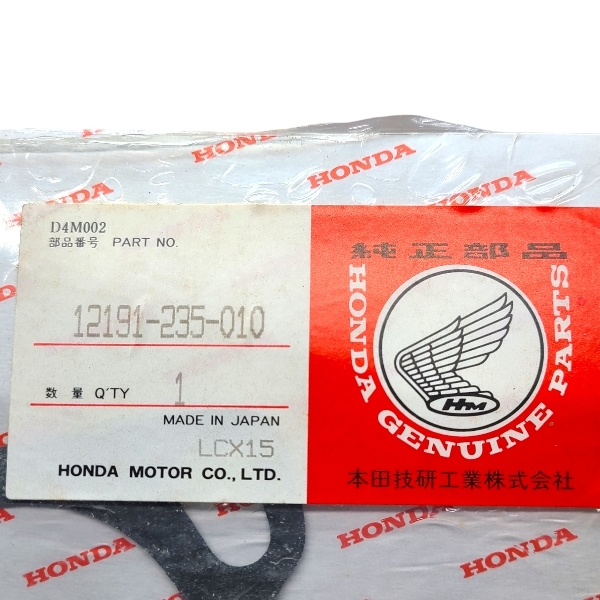 HONDA
HONDA
HONDA
HONDA
D4M002
部品番号 PART NO.
12191-235-010
数量 Q'TY 1
MADE IN JAPAN
LCX15
HONDA MOTOR CO., LTD.
純正部品
HONDA GENUINE PARTS
HM
本田技研工業株式会社
HONDA
HONDA
HONDA